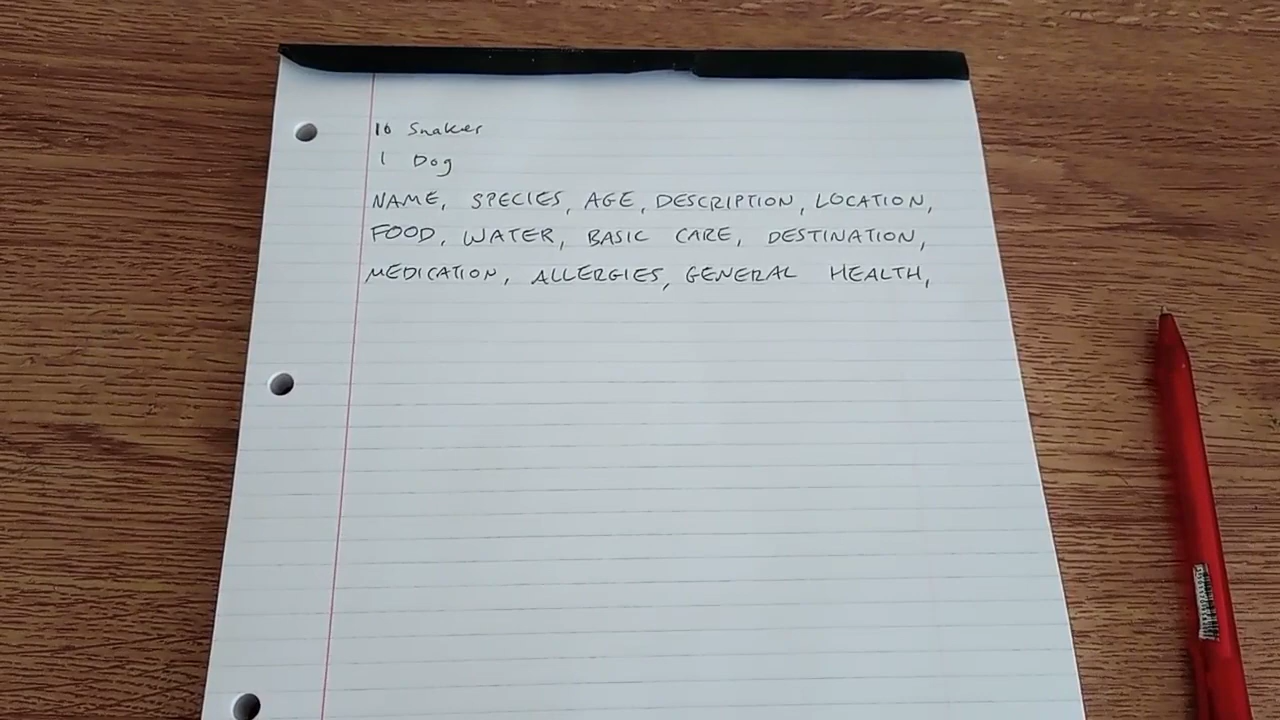 10 Snakes
1 Dog
NAME, SPECIES, AGE, DESCRIPTION, LOCATION,
FOOD, WATER, BASIC CARE, DESTINATION,
MEDICATION, ALLERGIES, GENERAL HEALTH,